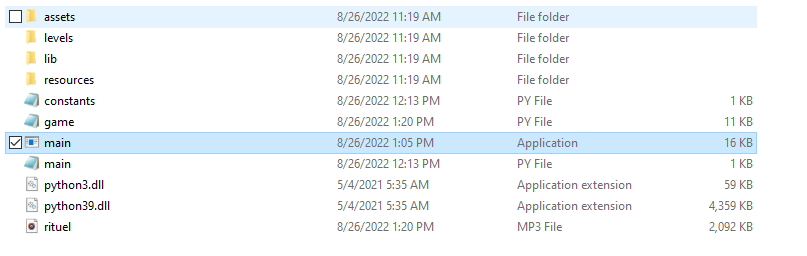 assets 8/26/2022 11:19 AM File folder
levels 8/26/2022 11:19 AM File folder
lib 8/26/2022 11:19 AM File folder
resources 8/26/2022 11:19 AM File folder
constants 8/26/2022 12:13 PM PY File 1 KB
game 8/26/2022 1:20 PM PY File 11 KB
main 8/26/2022 1:05 PM Application 16 KB
main 8/26/2022 12:13 PM PY File 1 KB
python3.dll 5/4/2021 5:35 AM Application extension 59 KB
python39.dll 5/4/2021 5:35 AM Application extension 4,359 KB
rituel 8/26/2022 1:20 PM MP3 File 2,092 KB